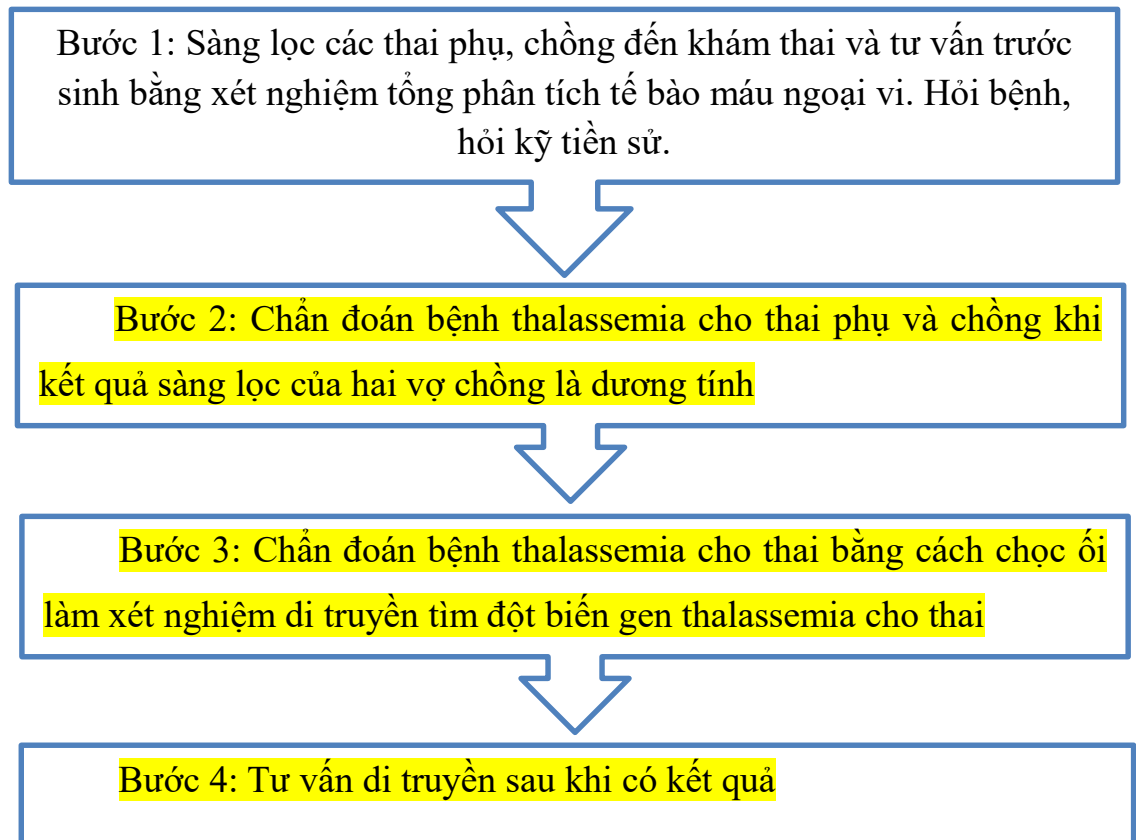 Bước 1: Sàng lọc các thai phụ, chồng đến khám thai và tư vấn trước
sinh bằng xét nghiệm tổng phân tích tế bào máu ngoại vi. Hỏi bệnh,
hỏi kỹ tiền sử.
Bước 2: Chẩn đoán bệnh thalassemia cho thai phụ và chồng khi
kết quả sàng lọc của hai vợ chồng là dương tính
Bước 3: Chẩn đoán bệnh thalassemia cho thai bằng cách chọc ối
làm xét nghiệm di truyền tìm đột biến gen thalassemia cho thai
Bước 4: Tư vấn di truyền sau khi có kết quả